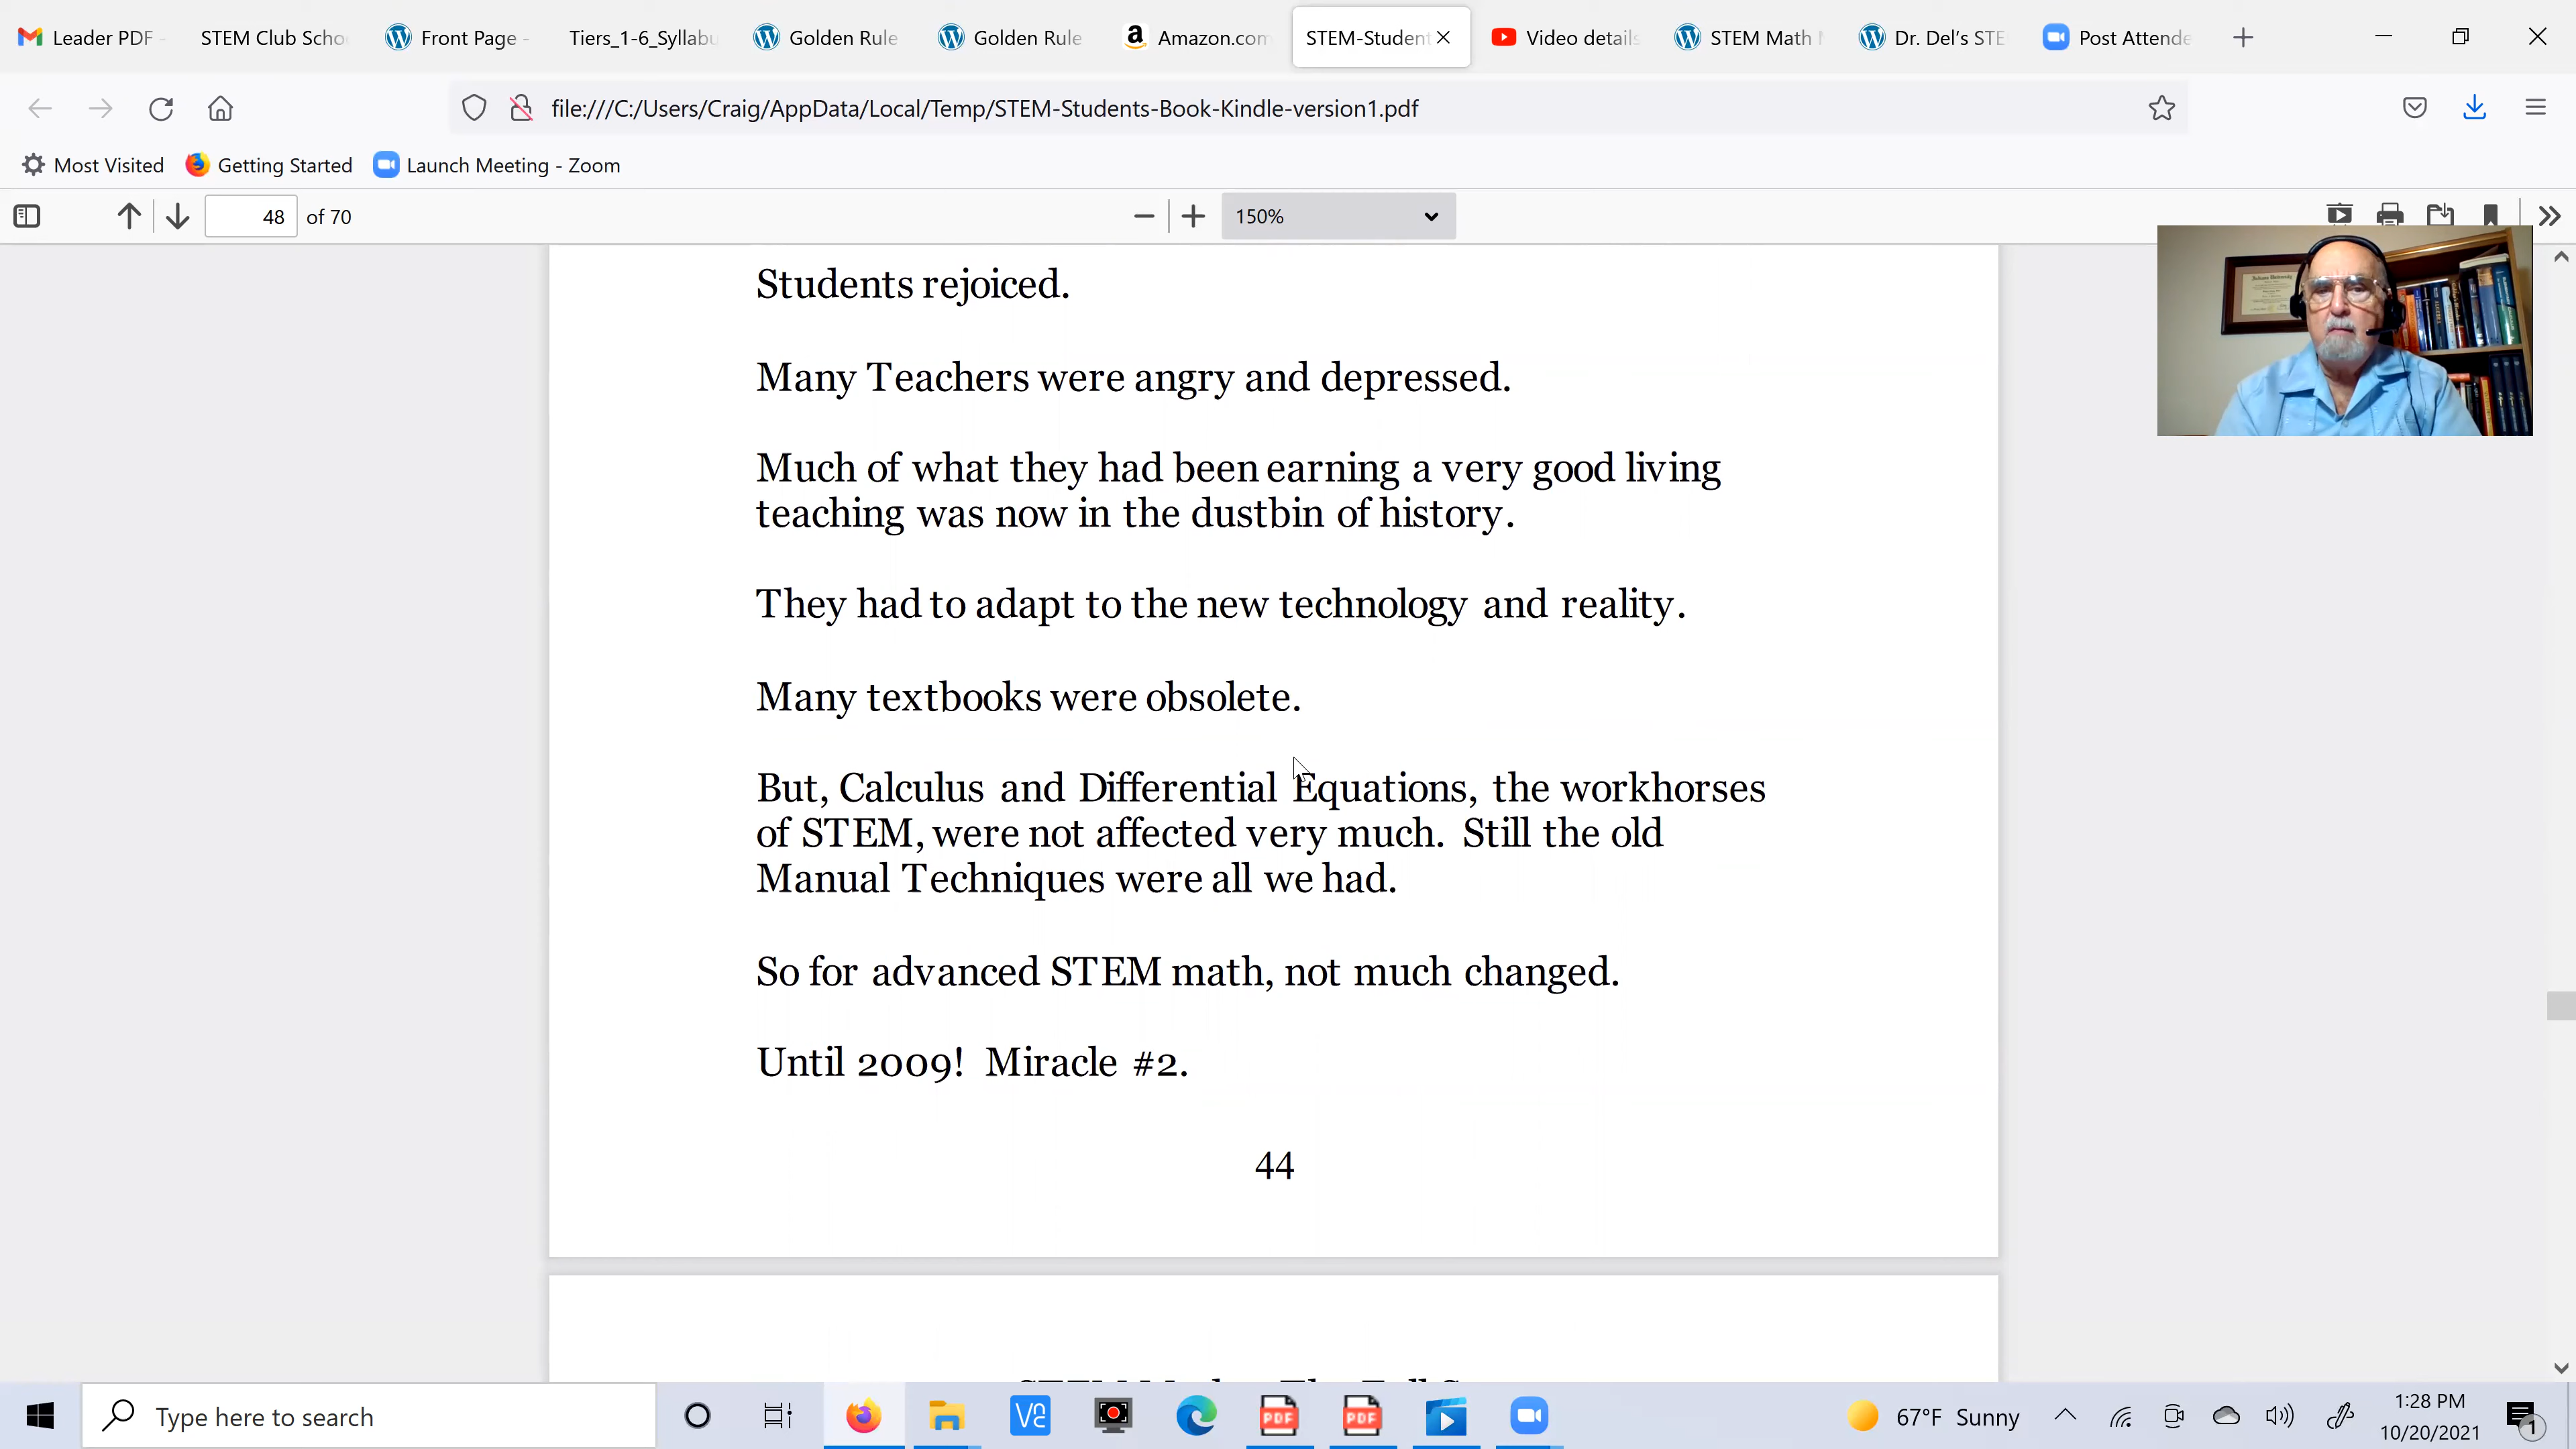 Leader PDF -
STEM Club Scho
Front Page -
Tiers_1-6_Syllabu
Golden Rule
Golden Rule
Amazon.com
STEM-Student
Video details
STEM Math
Dr. Del's STE
Post Attende
file:///C:/Users/Craig/AppData/Local/Temp/STEM-Students-Book-Kindle-version1.pdf
Most Visited
Getting Started
Launch Meeting - Zoom
48 of 70
150%
Students rejoiced.
Many Teachers were angry and depressed.
Much of what they had been earning a very good living
teaching was now in the dustbin of history.
They had to adapt to the new technology and reality.
Many textbooks were obsolete.
But, Calculus and Differential Equations, the workhorses
of STEM, were not affected very much. Still the old
Manual Techniques were all we had.
So for advanced STEM math, not much changed.
Until 2009! Miracle #2.
44
Type here to search
67°F Sunny
1:28 PM
10/20/2021
1